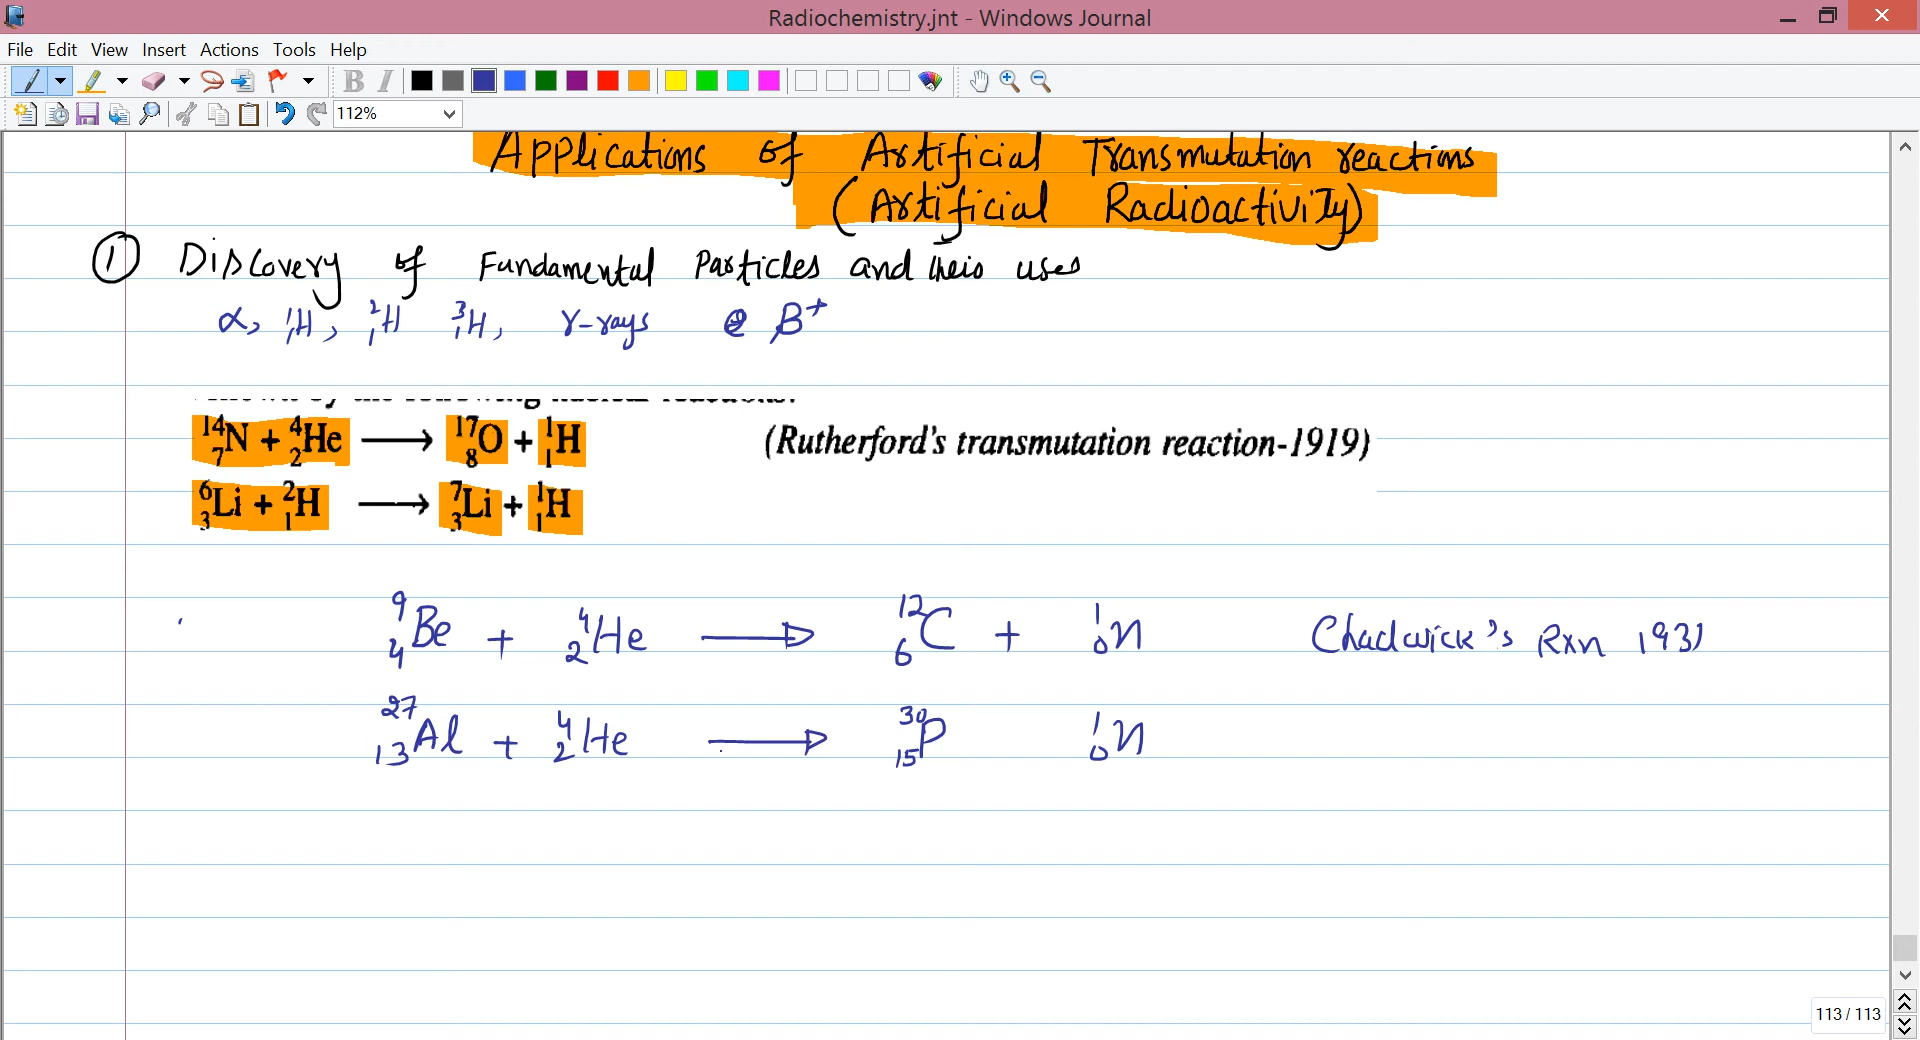 Radiochemistry.jnt - Windows Journal
File Edit View Insert Actions Tools Help
B I
112%
Applications of Artificial Transmutation reactions
(Artificial Radioactivity)
① Discovery of Fundamental Particles and their uses
α, ¹₁H, ²₁H ³₁H, γ-rays β⁺
¹⁴₇N + ⁴₂He ⟶ ¹⁷₈O + ¹₁H (Rutherford's transmutation reaction-1919)
⁶₃Li + ²₁H ⟶ ⁷₃Li + ¹₁H
⁹₄Be + ⁴₂He ⟶ ¹²₆C + ¹₀n Chadwick's Rxn 1931
²⁷₁₃Al + ⁴₂He ⟶ ³⁰₁₅P ¹₀n
113 / 113